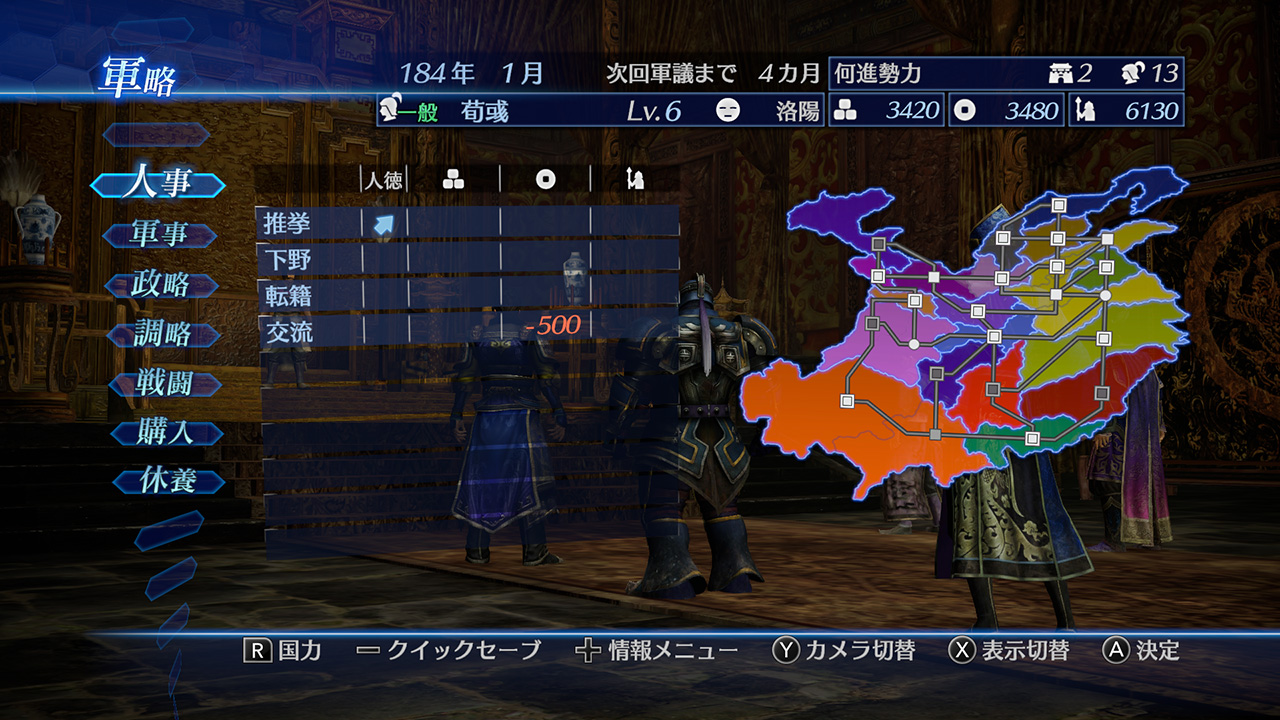 軍略
184年 1月 次回軍議まで 4カ月 何進勢力 2 13
一般 荀彧 Lv.6 洛陽 3420 3480 6130
人事
軍事
政略
調略
戦闘
購入
休養
人徳
推挙
下野
転籍
交流 -500
R 国力 クイックセーブ 情報メニュー Y カメラ切替 X 表示切替 A 決定